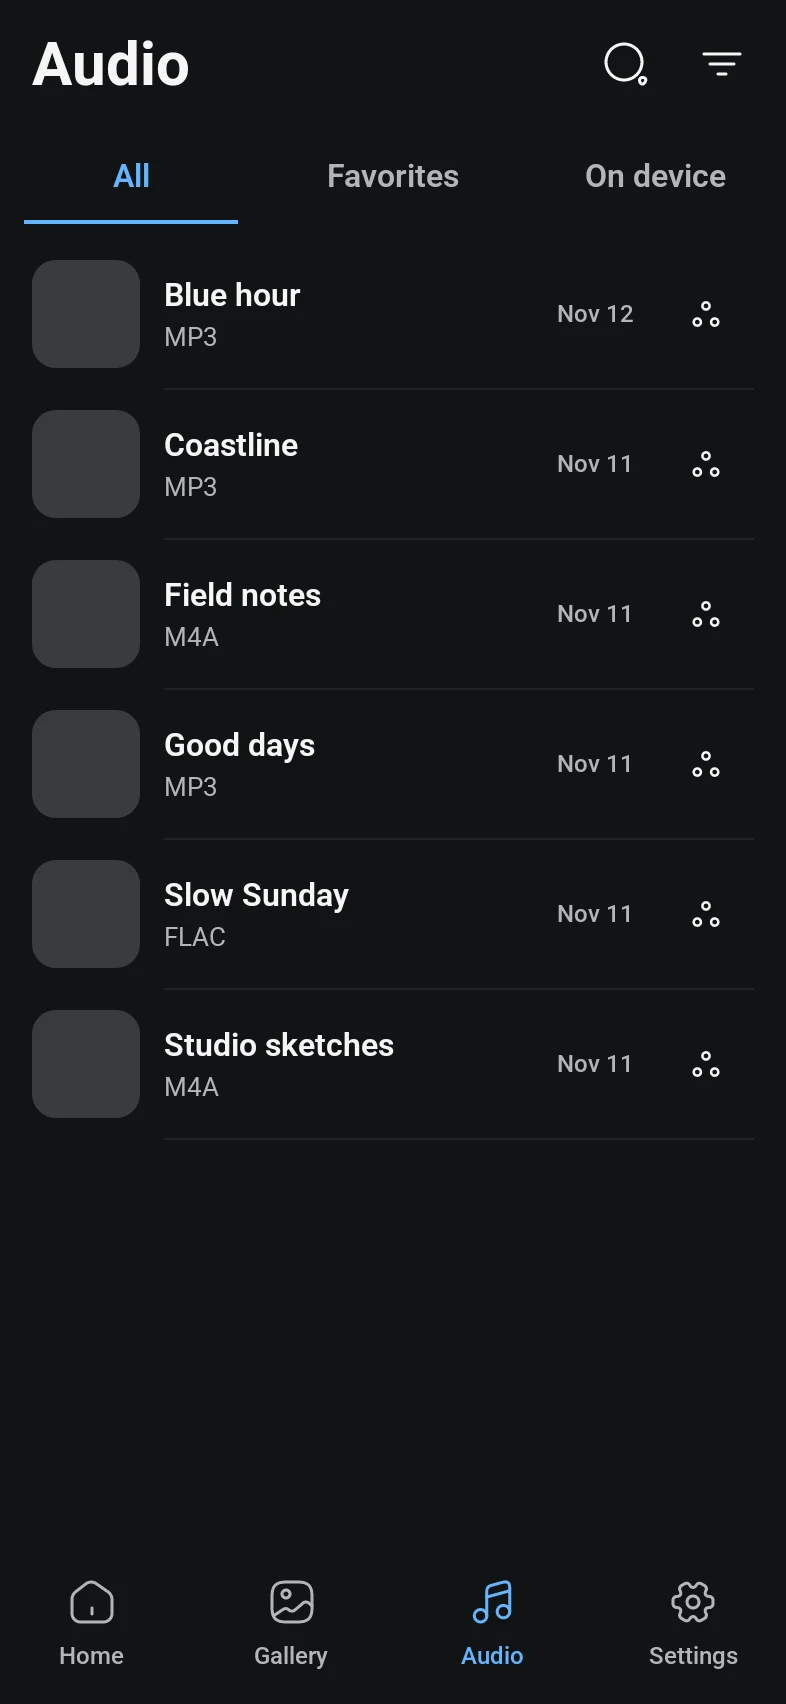 Audio
All Favorites On device
Blue hour
MP3
Nov 12
Coastline
MP3
Nov 11
Field notes
M4A
Nov 11
Good days
MP3
Nov 11
Slow Sunday
FLAC
Nov 11
Studio sketches
M4A
Nov 11
Home Gallery Audio Settings